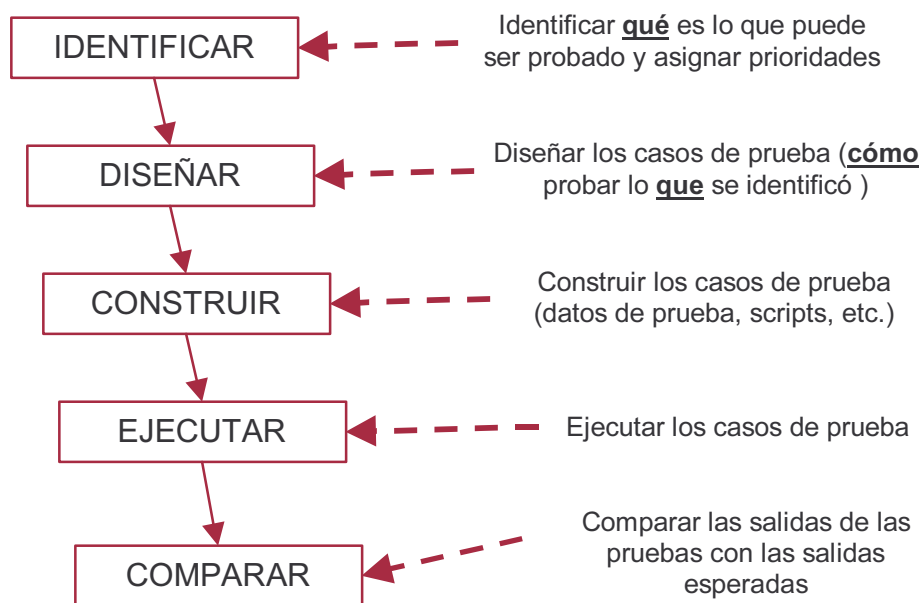 IDENTIFICAR
Identificar qué es lo que puede
ser probado y asignar prioridades
DISEÑAR
Diseñar los casos de prueba (cómo
probar lo que se identificó )
CONSTRUIR
Construir los casos de prueba
(datos de prueba, scripts, etc.)
EJECUTAR
Ejecutar los casos de prueba
COMPARAR
Comparar las salidas de las
pruebas con las salidas
esperadas